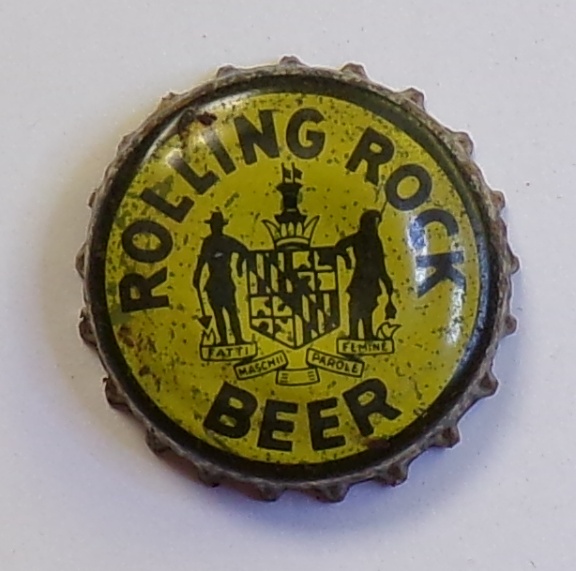 ROLLING ROCK
FATTI MASCHII PAROLE FEMINE
BEER